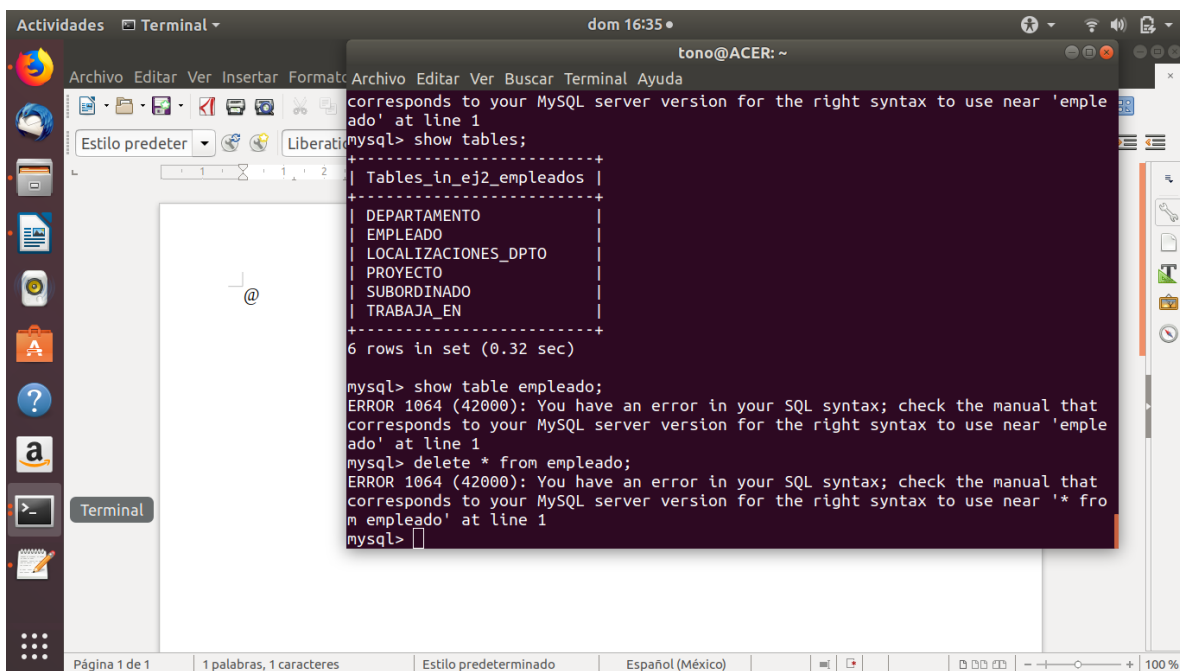 Actividades Terminal dom 16:35
tono@ACER: ~
Archivo Editar Ver Insertar Formato
Archivo Editar Ver Buscar Terminal Ayuda
Estilo predeter
1 1 2
@
corresponds to your MySQL server version for the right syntax to use near 'emple
ado' at line 1
mysql> show tables;
+-------------------------+
| Tables_in_ej2_empleados |
+-------------------------+
| DEPARTAMENTO |
| EMPLEADO |
| LOCALIZACIONES_DPTO |
| PROYECTO |
| SUBORDINADO |
| TRABAJA_EN |
+-------------------------+
6 rows in set (0.32 sec)
mysql> show table empleado;
ERROR 1064 (42000): You have an error in your SQL syntax; check the manual that
corresponds to your MySQL server version for the right syntax to use near 'emple
ado' at line 1
mysql> delete * from empleado;
ERROR 1064 (42000): You have an error in your SQL syntax; check the manual that
corresponds to your MySQL server version for the right syntax to use near '* fro
m empleado' at line 1
mysql>
Terminal
Página 1 de 1 1 palabras, 1 caracteres Estilo predeterminado Español (México) 100 %